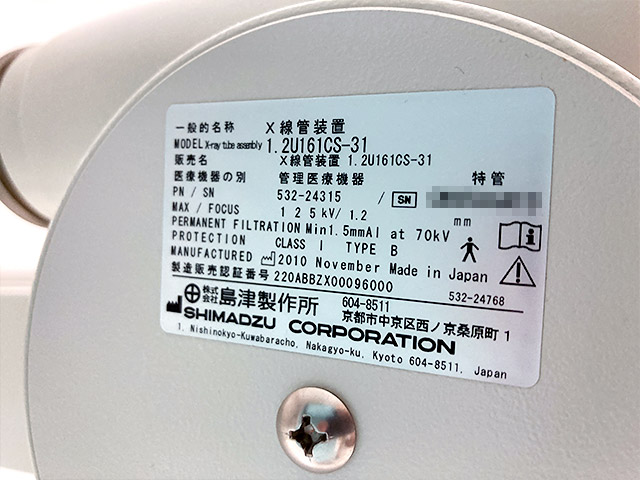 一般的名称 X線管装置
MODEL X-ray tube assembly 1.2U161CS-31
販売名 X線管装置 1.2U161CS-31
医療機器の別 管理医療機器 特管
PN / SN 532-24315 / SN
MAX / FOCUS 125kV/ 1.2 mm
PERMANENT FILTRATION Min1.5mmAl at 70kV
PROTECTION CLASS I TYPE B
MANUFACTURED 2010 November Made in Japan
製造販売認証番号 220ABBZX00096000 532-24768
株式会社 島津製作所 604-8511
京都市中京区西ノ京桑原町1
SHIMADZU CORPORATION
1, Nishinokyo-Kuwabaracho, Nakagyo-ku, Kyoto 604-8511, Japan